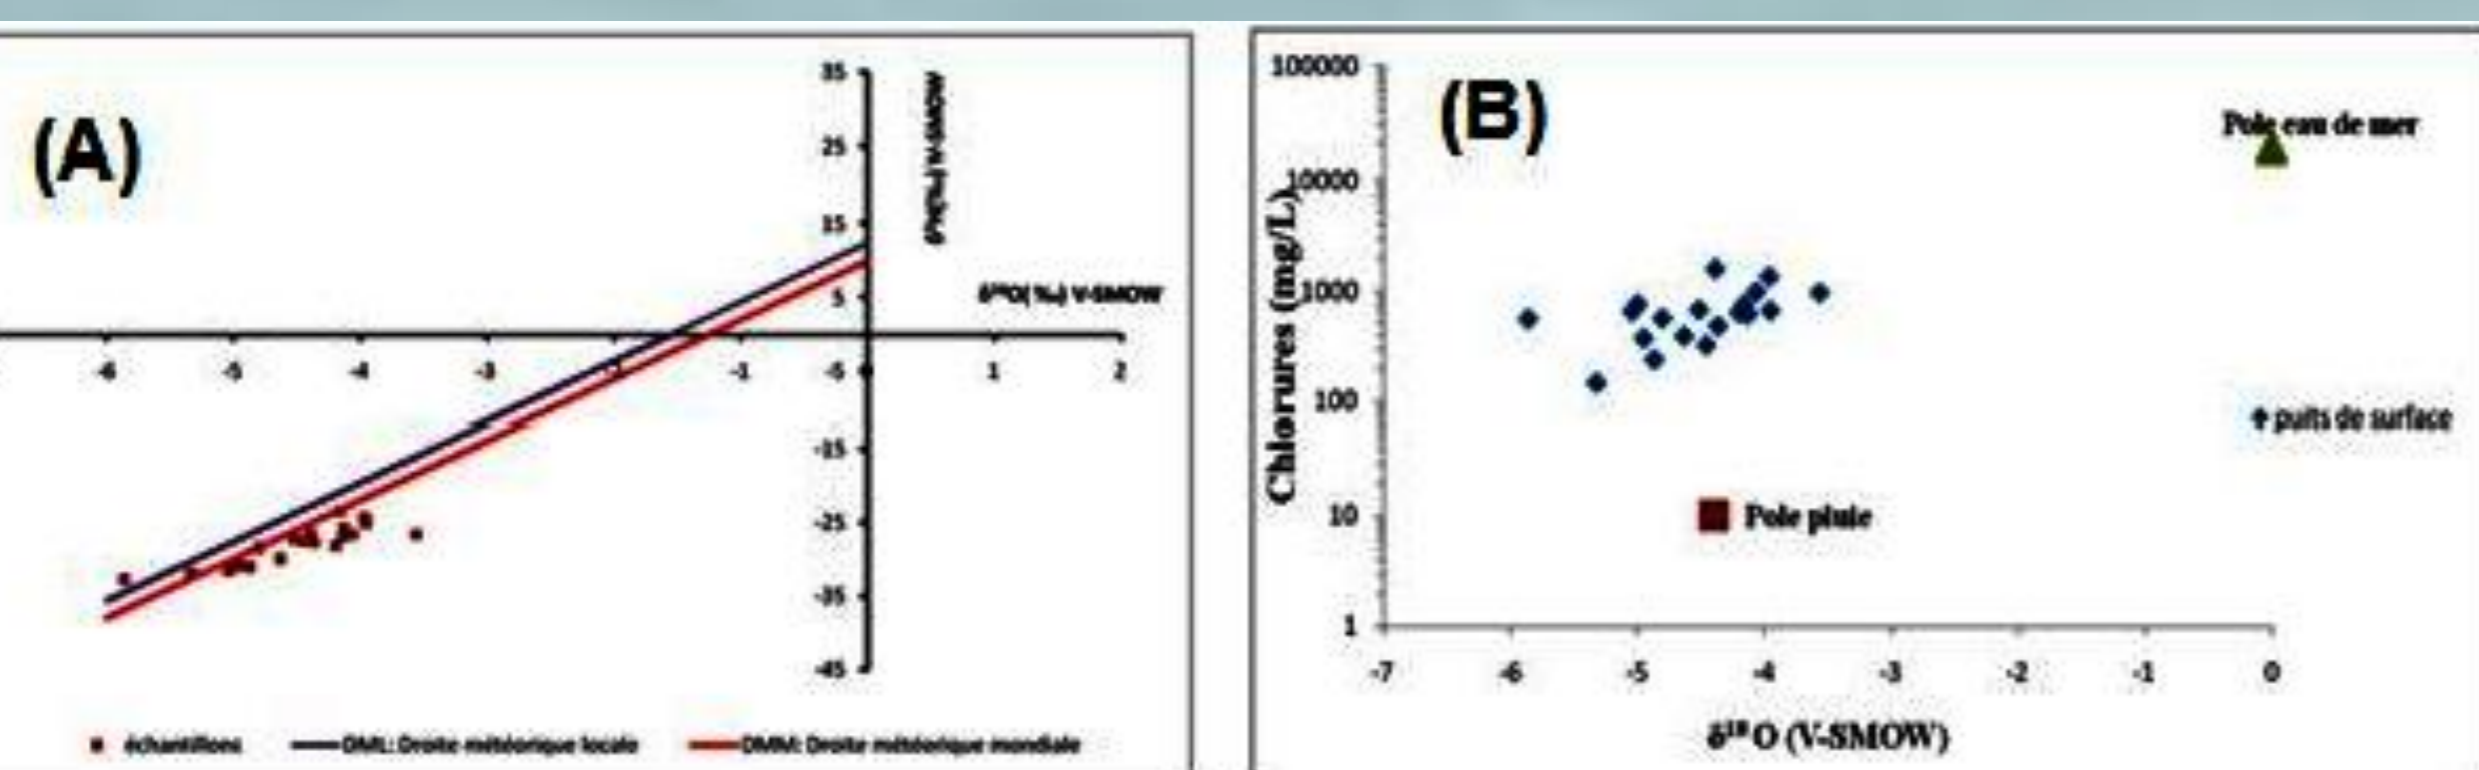 (A)
35
25
15
5
-5
-15
-25
-35
-45
δ²H(‰) V-SMOW
δ¹⁸O(‰) V-SMOW
-6 -5 -4 -3 -1 1 2
échantillons
DML: Droite météorique locale
DMM: Droite météorique mondiale
(B)
100000
10000
1000
100
10
1
Chlorures (mg/L)
Pole eau de mer
puits de surface
Pole pluie
-7 -6 -5 -4 -3 -2 -1 0
δ¹⁸O (V-SMOW)